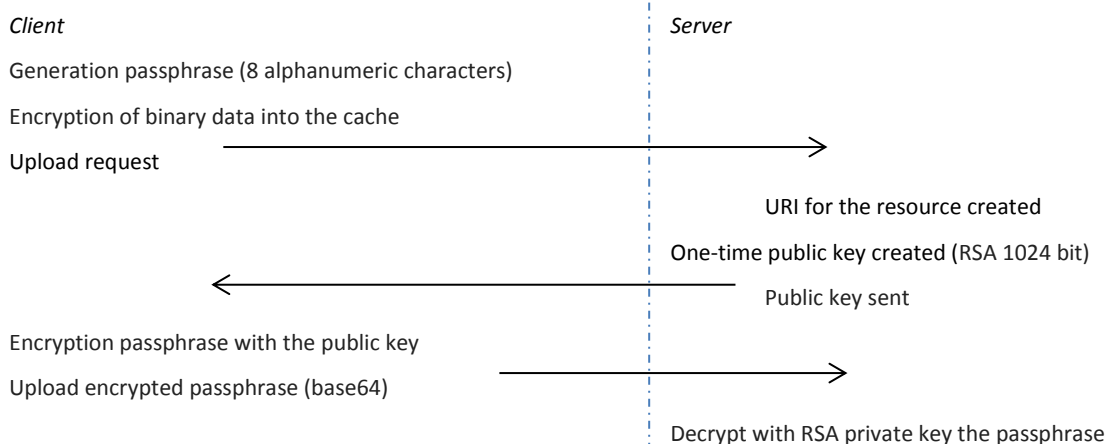 Client
Server
Generation passphrase (8 alphanumeric characters)
Encryption of binary data into the cache
Upload request
URI for the resource created
One-time public key created (RSA 1024 bit)
Public key sent
Encryption passphrase with the public key
Upload encrypted passphrase (base64)
Decrypt with RSA private key the passphrase